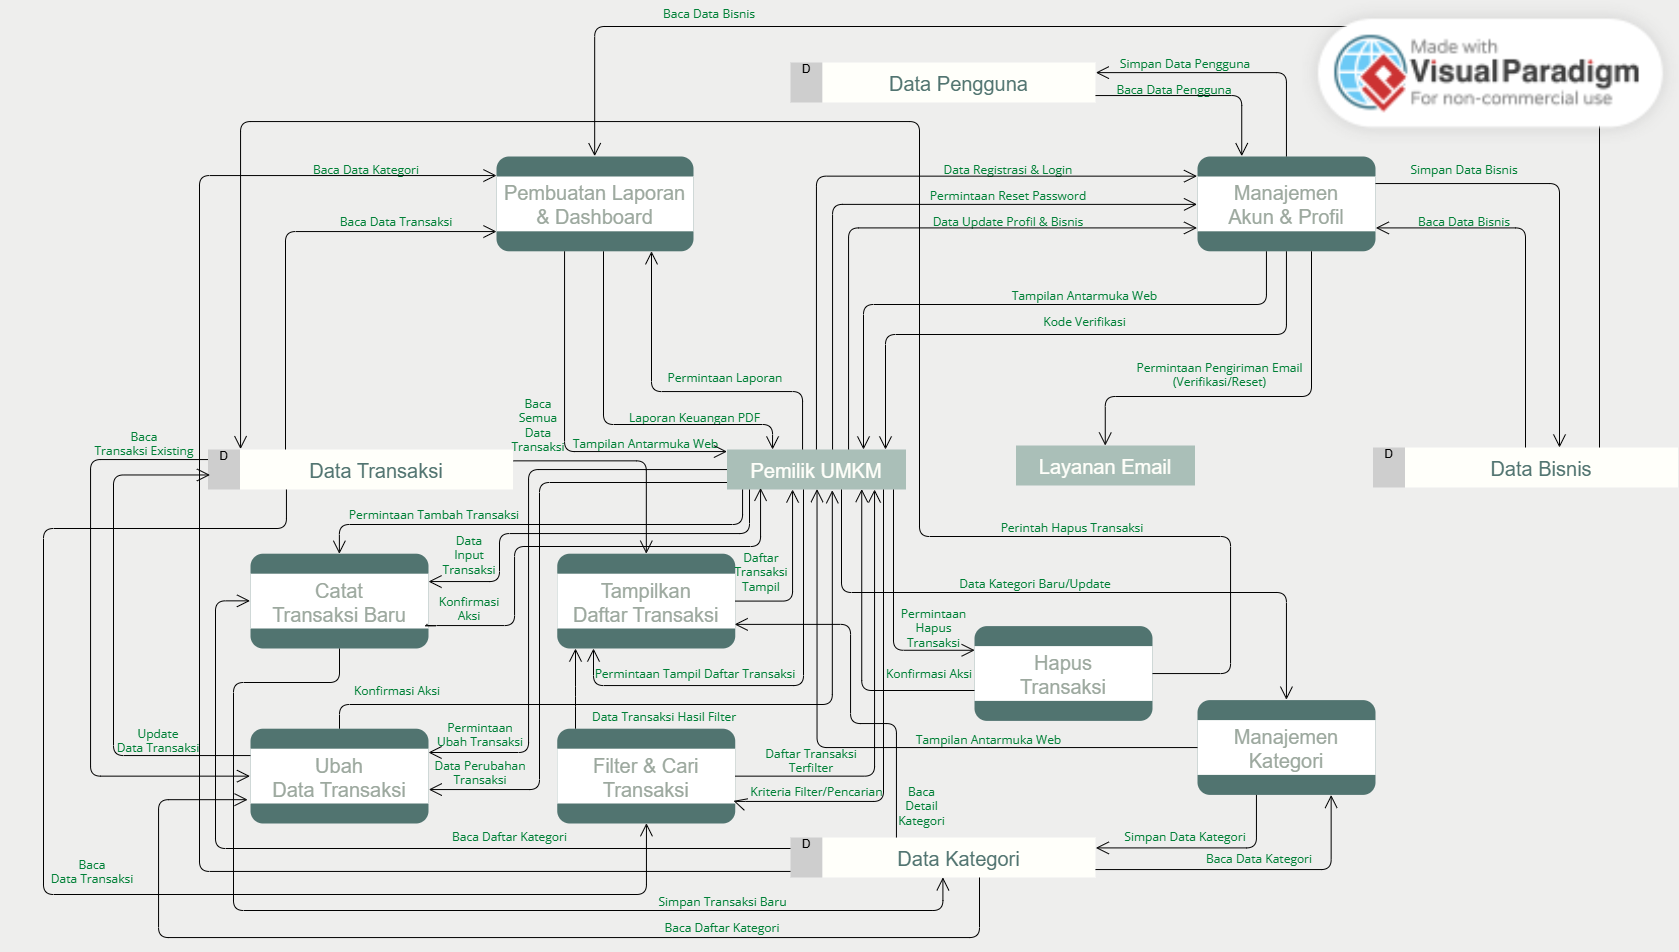 Baca Data Bisnis
Made with
Visual Paradigm
For non-commercial use
D
Data Pengguna
Simpan Data Pengguna
Baca Data Pengguna
Baca Data Kategori
Baca Data Transaksi
Pembuatan Laporan
& Dashboard
Data Registrasi & Login
Permintaan Reset Password
Data Update Profil & Bisnis
Manajemen
Akun & Profil
Simpan Data Bisnis
Baca Data Bisnis
Tampilan Antarmuka Web
Kode Verifikasi
Permintaan Pengiriman Email
(Verifikasi/Reset)
Permintaan Laporan
Baca
Semua
Data
Transaksi
Laporan Keuangan PDF
Tampilan Antarmuka Web
Baca
Transaksi Existing
D
Data Transaksi
Pemilik UMKM
Layanan Email
D
Data Bisnis
Permintaan Tambah Transaksi
Data
Input
Transaksi
Perintah Hapus Transaksi
Catat
Transaksi Baru
Konfirmasi
Aksi
Tampilkan
Daftar Transaksi
Daftar
Transaksi
Tampil
Data Kategori Baru/Update
Permintaan
Hapus
Transaksi
Hapus
Transaksi
Konfirmasi Aksi
Permintaan Tampil Daftar Transaksi
Konfirmasi Aksi
Data Transaksi Hasil Filter
Update
Data Transaksi
Permintaan
Ubah Transaksi
Ubah
Data Transaksi
Data Perubahan
Transaksi
Filter & Cari
Transaksi
Daftar Transaksi
Terfilter
Kriteria Filter/Pencarian
Tampilan Antarmuka Web
Manajemen
Kategori
Baca
Detail
Kategori
Baca Daftar Kategori
D
Data Kategori
Simpan Data Kategori
Baca Data Kategori
Baca
Data Transaksi
Simpan Transaksi Baru
Baca Daftar Kategori